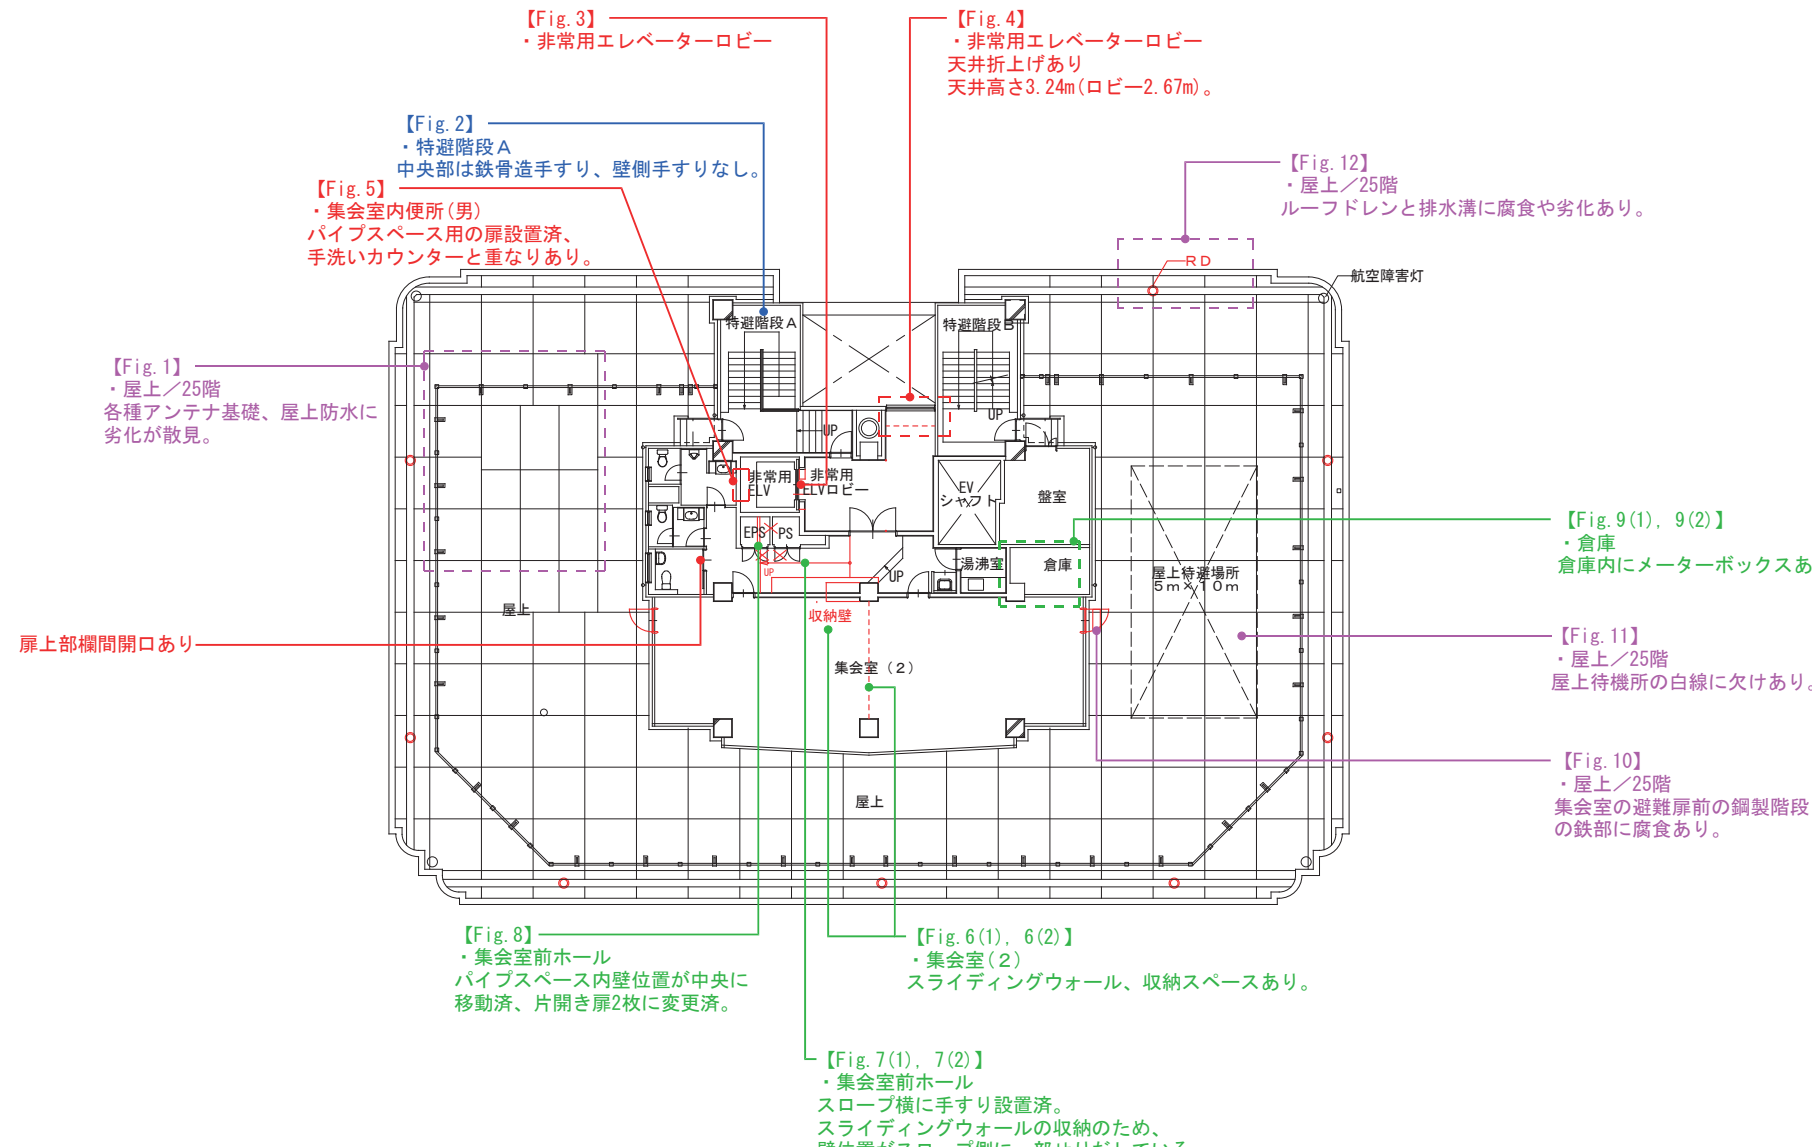 【Fig.3】
・非常用エレベーターロビー
【Fig.4】
・非常用エレベーターロビー
天井折上げあり
天井高さ3.24m(ロビー2.67m)。
【Fig.2】
・特避階段A
中央部は鉄骨造手すり、壁側手すりなし。
【Fig.5】
・集会室内便所(男)
パイプスペース用の扉設置済、
手洗いカウンターと重なりあり。
【Fig.12】
・屋上／25階
ルーフドレンと排水溝に腐食や劣化あり。
RD
航空障害灯
【Fig.1】
・屋上／25階
各種アンテナ基礎、屋上防水に
劣化が散見。
特避階段A
特避階段B
UP
UP
非常用
ELV
非常用
ELVロビー
EV
シャフト
盤室
EPS
PS
UP
UP
湯沸室
倉庫
屋上待避場所
5m×10m
【Fig.9(1), 9(2)】
・倉庫
倉庫内にメーターボックスあ
屋上
収納壁
扉上部欄間開口あり
集会室（2）
【Fig.11】
・屋上／25階
屋上待機所の白線に欠けあり。
【Fig.10】
・屋上／25階
集会室の避難扉前の鋼製階段
の鉄部に腐食あり。
屋上
【Fig.8】
・集会室前ホール
パイプスペース内壁位置が中央に
移動済、片開き扉2枚に変更済。
【Fig.6(1), 6(2)】
・集会室(2)
スライディングウォール、収納スペースあり。
【Fig.7(1), 7(2)】
・集会室前ホール
スロープ横に手すり設置済。
スライディングウォールの収納のため、
壁位置がスロープ側に一部せりだしている